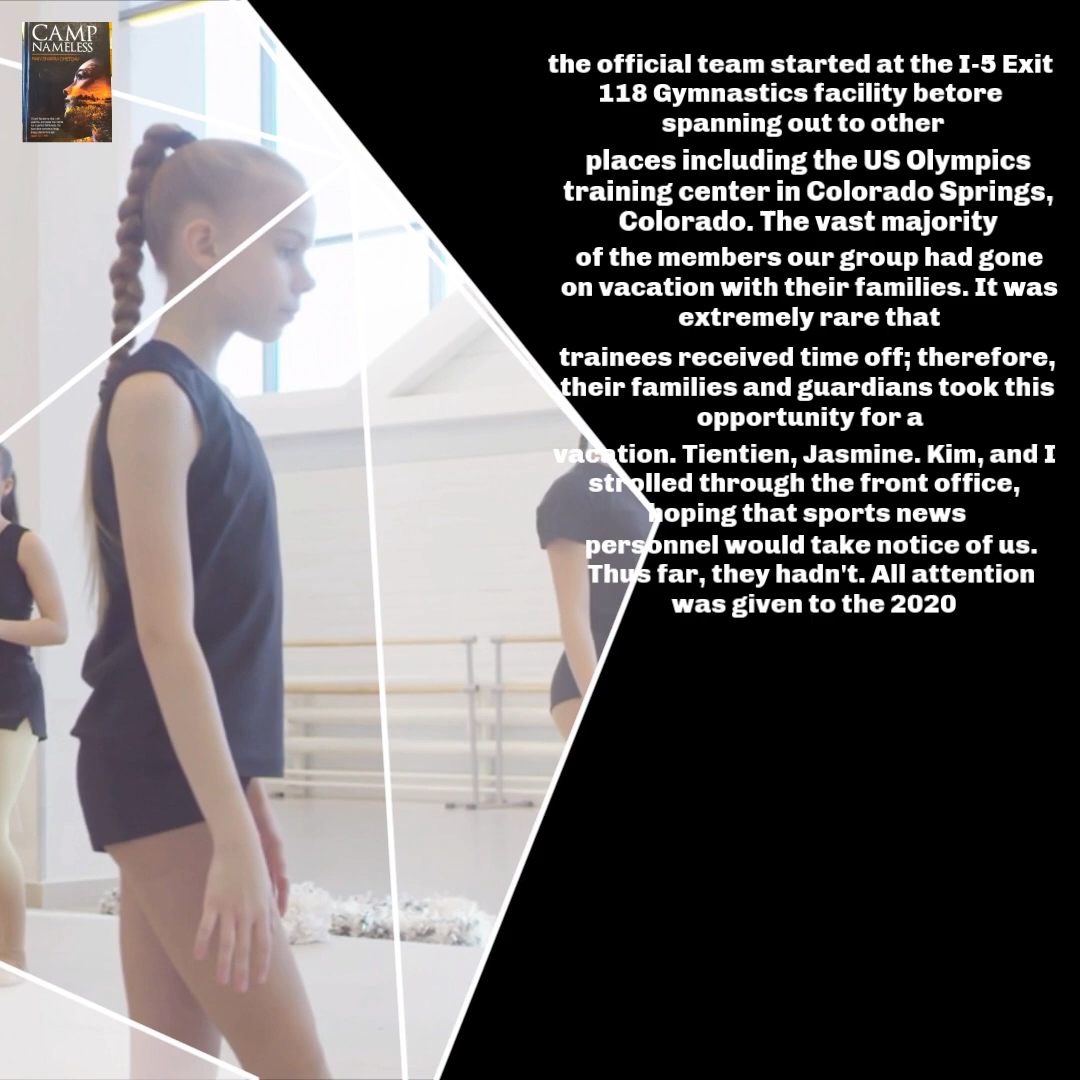 CAMP
NAMELESS
the official team started at the I-5 Exit
118 Gymnastics facility betore
spanning out to other
places including the US Olympics
training center in Colorado Springs,
Colorado. The vast majority
of the members our group had gone
on vacation with their families. It was
extremely rare that
trainees received time off; therefore,
their families and guardians took this
opportunity for a
vacation. Tientien, Jasmine. Kim, and I
strolled through the front office,
hoping that sports news
personnel would take notice of us.
Thus far, they hadn't. All attention
was given to the 2020